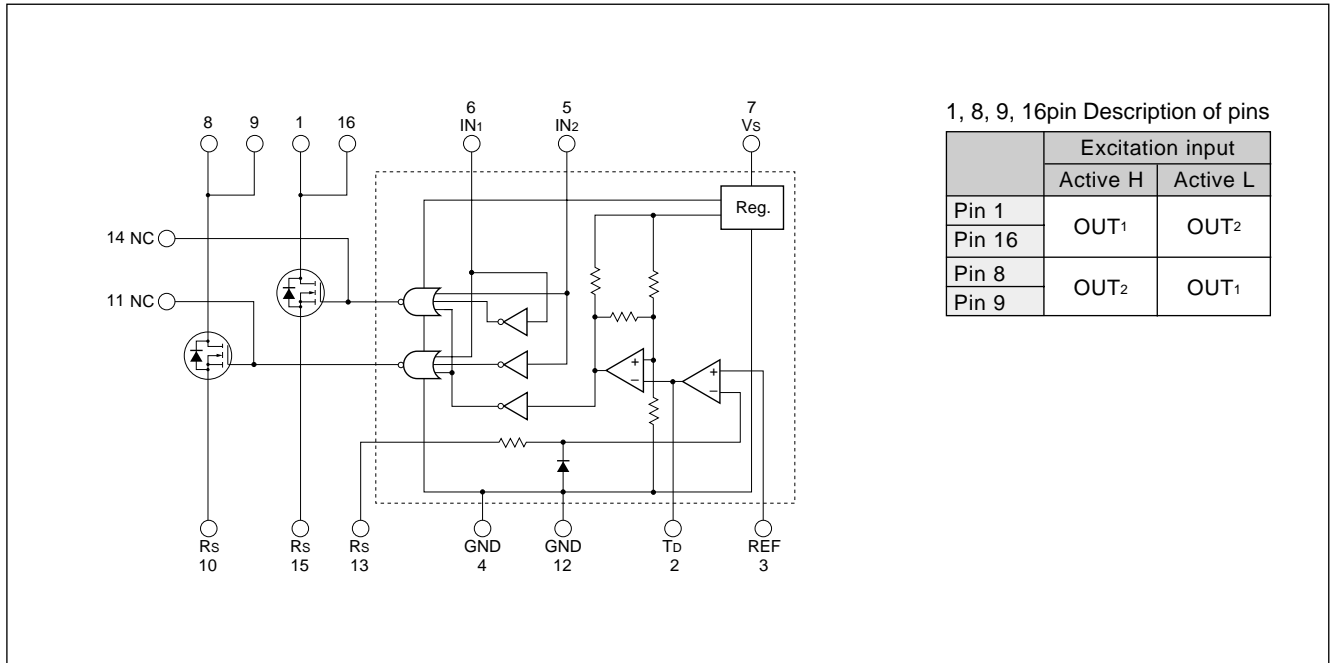 6 5 7
8 9 1 16 IN1 IN2 VS
1, 8, 9, 16pin Description of pins
Excitation input
Active H Active L
Pin 1
OUT1 OUT2
Pin 16
Pin 8
OUT2 OUT1
Pin 9
Reg.
14 NC
11 NC
+
−
+
−
RS RS RS GND GND TD REF
10 15 13 4 12 2 3